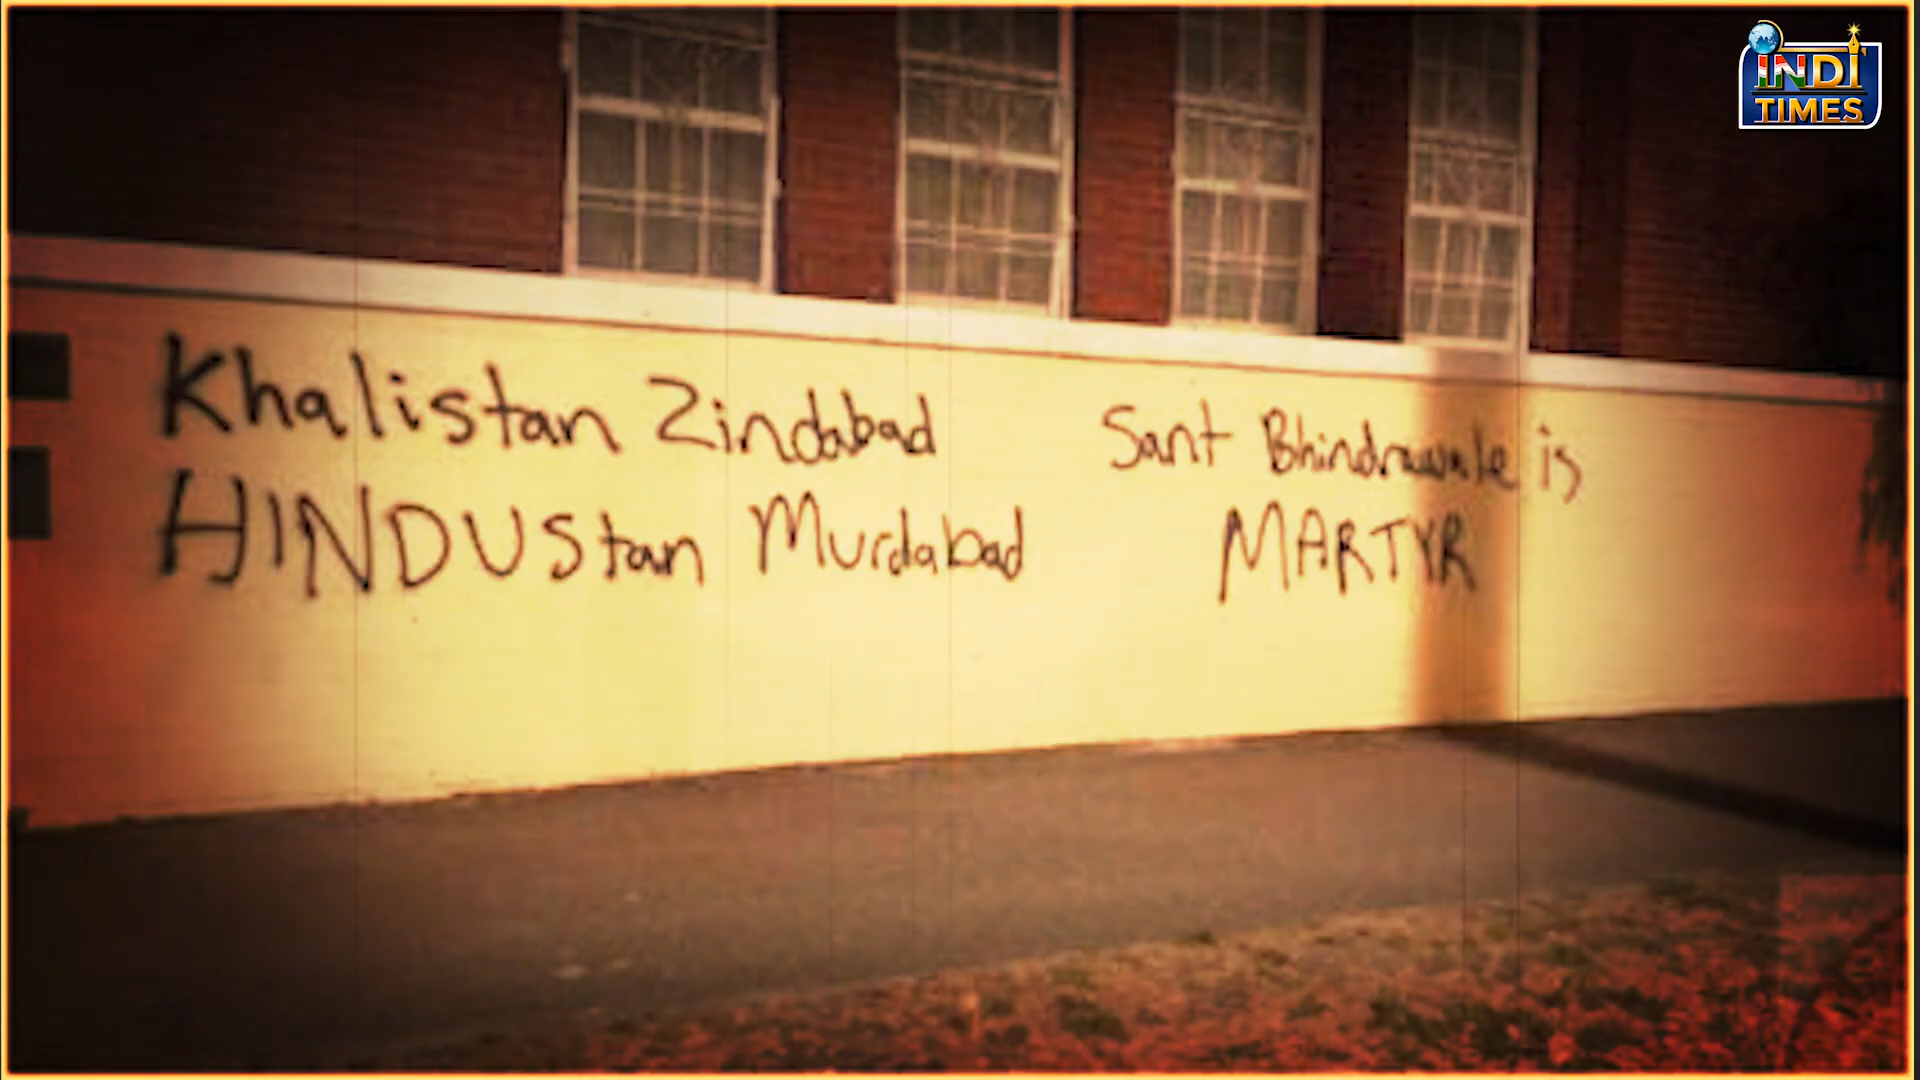 INDI
TIMES
Khalistan Zindabad
HINDUStan Murdabad
Sant Bhindrawale is
MARTYR